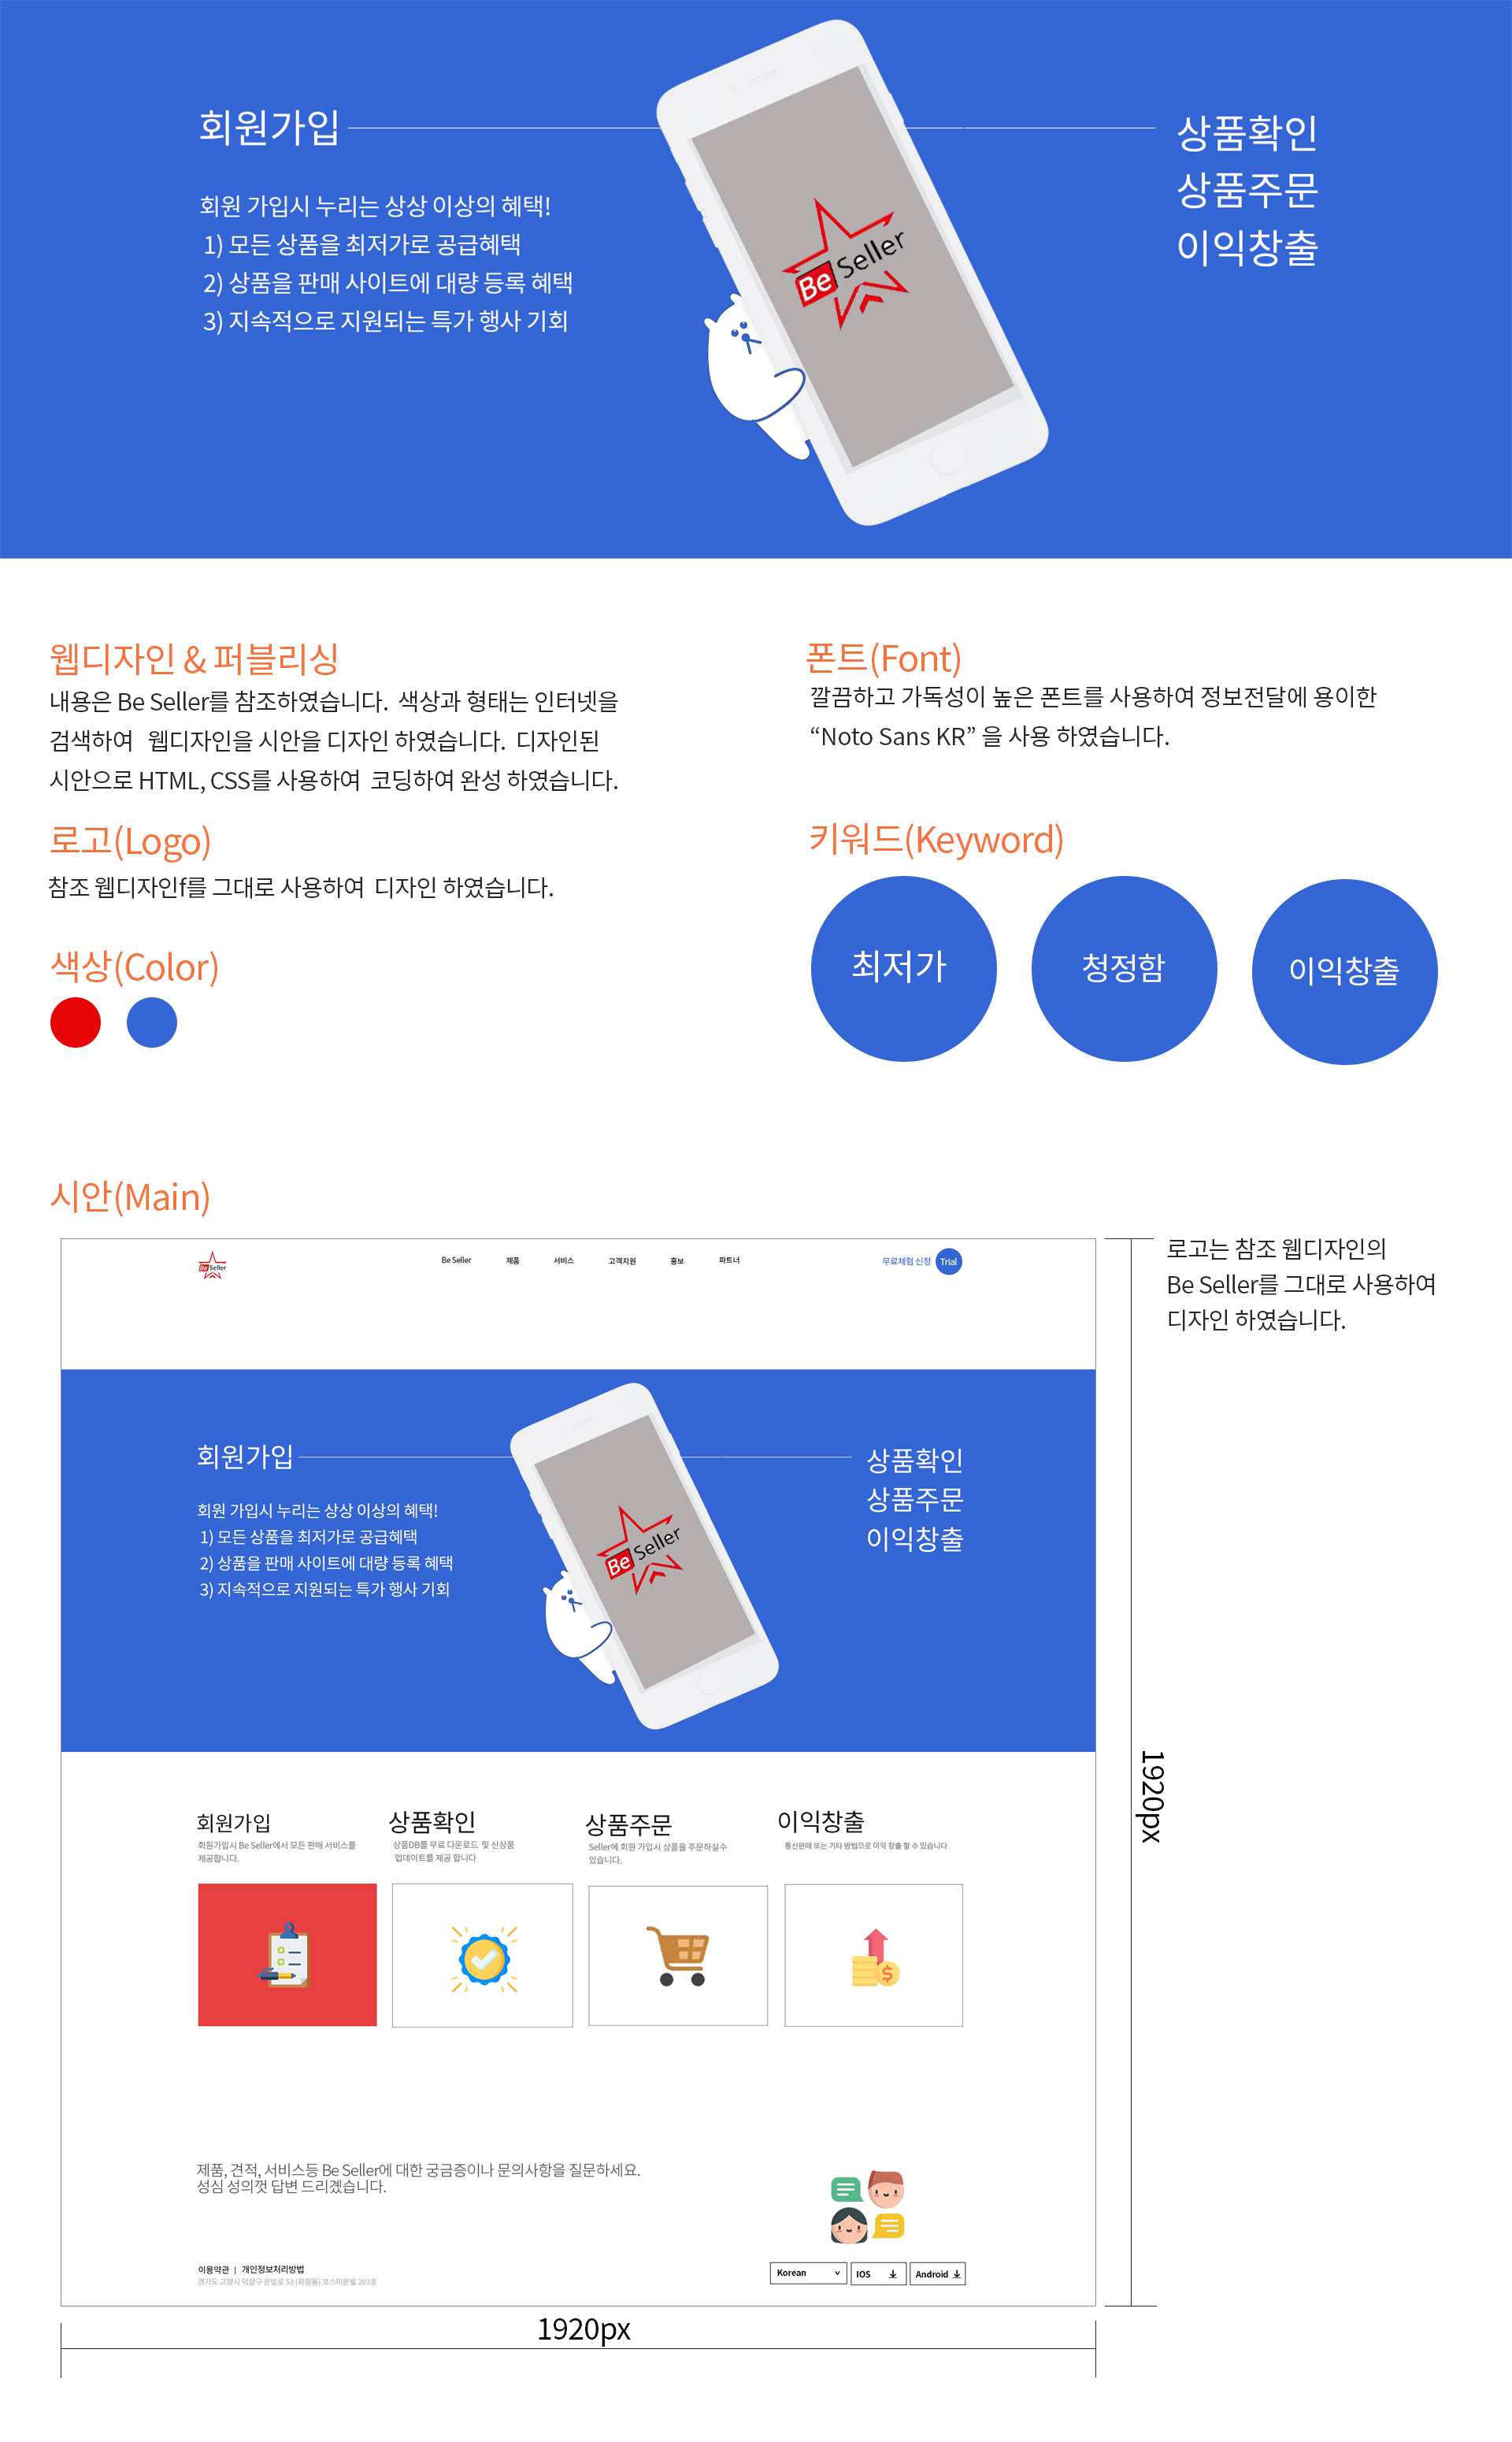 회원가입
회원 가입시 누리는 상상 이상의 혜택!
1) 모든 상품을 최저가로 공급혜택
2) 상품을 판매 사이트에 대량 등록 혜택
3) 지속적으로 지원되는 특가 행사 기회
Be Seller
상품확인
상품주문
이익창출
웹디자인 & 퍼블리싱
내용은 Be Seller를 참조하였습니다. 색상과 형태는 인터넷을
검색하여 웹디자인을 시안을 디자인 하였습니다. 디자인된
시안으로 HTML, CSS를 사용하여 코딩하여 완성 하였습니다.
로고(Logo)
참조 웹디자인f를 그대로 사용하여 디자인 하였습니다.
색상(Color)
폰트(Font)
깔끔하고 가독성이 높은 폰트를 사용하여 정보전달에 용이한
“Noto Sans KR” 을 사용 하였습니다.
키워드(Keyword)
최저가
청정함
이익창출
시안(Main)
Be Seller
Be Seller 제품 서비스 고객지원 홍보 파트너
무료체험 신청 Trial
로고는 참조 웹디자인의
Be Seller를 그대로 사용하여
디자인 하였습니다.
회원가입
회원 가입시 누리는 상상 이상의 혜택!
1) 모든 상품을 최저가로 공급혜택
2) 상품을 판매 사이트에 대량 등록 혜택
3) 지속적으로 지원되는 특가 행사 기회
Be Seller
상품확인
상품주문
이익창출
1920px
회원가입
회원가입시 Be Seller에서 모든 판매 서비스를
제공합니다.
상품확인
상품DB를 무료 다운로드 및 신상품
업데이트를 제공 합니다
상품주문
Seller에 회원 가입시 상품을 주문하실수
있습니다.
이익창출
통신판매 또는 기타 방법으로 이익 창출 할 수 있습니다
제품, 견적, 서비스등 Be Seller에 대한 궁금증이나 문의사항을 질문하세요.
성심 성의껏 답변 드리곘습니다.
이용약관 | 개인정보처리방법
경기도 고양시 덕양구 은빛로 53 (화정동) 코스미온빌 203호
Korean
IOS
Android
1920px